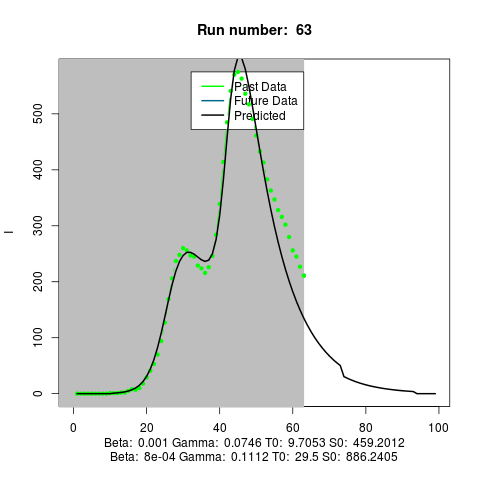 Run number: 63
Past Data
Future Data
Predicted
I
0 100 200 300 400 500
0 20 40 60 80 100
Beta: 0.001 Gamma: 0.0746 T0: 9.7053 S0: 459.2012
Beta: 8e-04 Gamma: 0.1112 T0: 29.5 S0: 886.2405